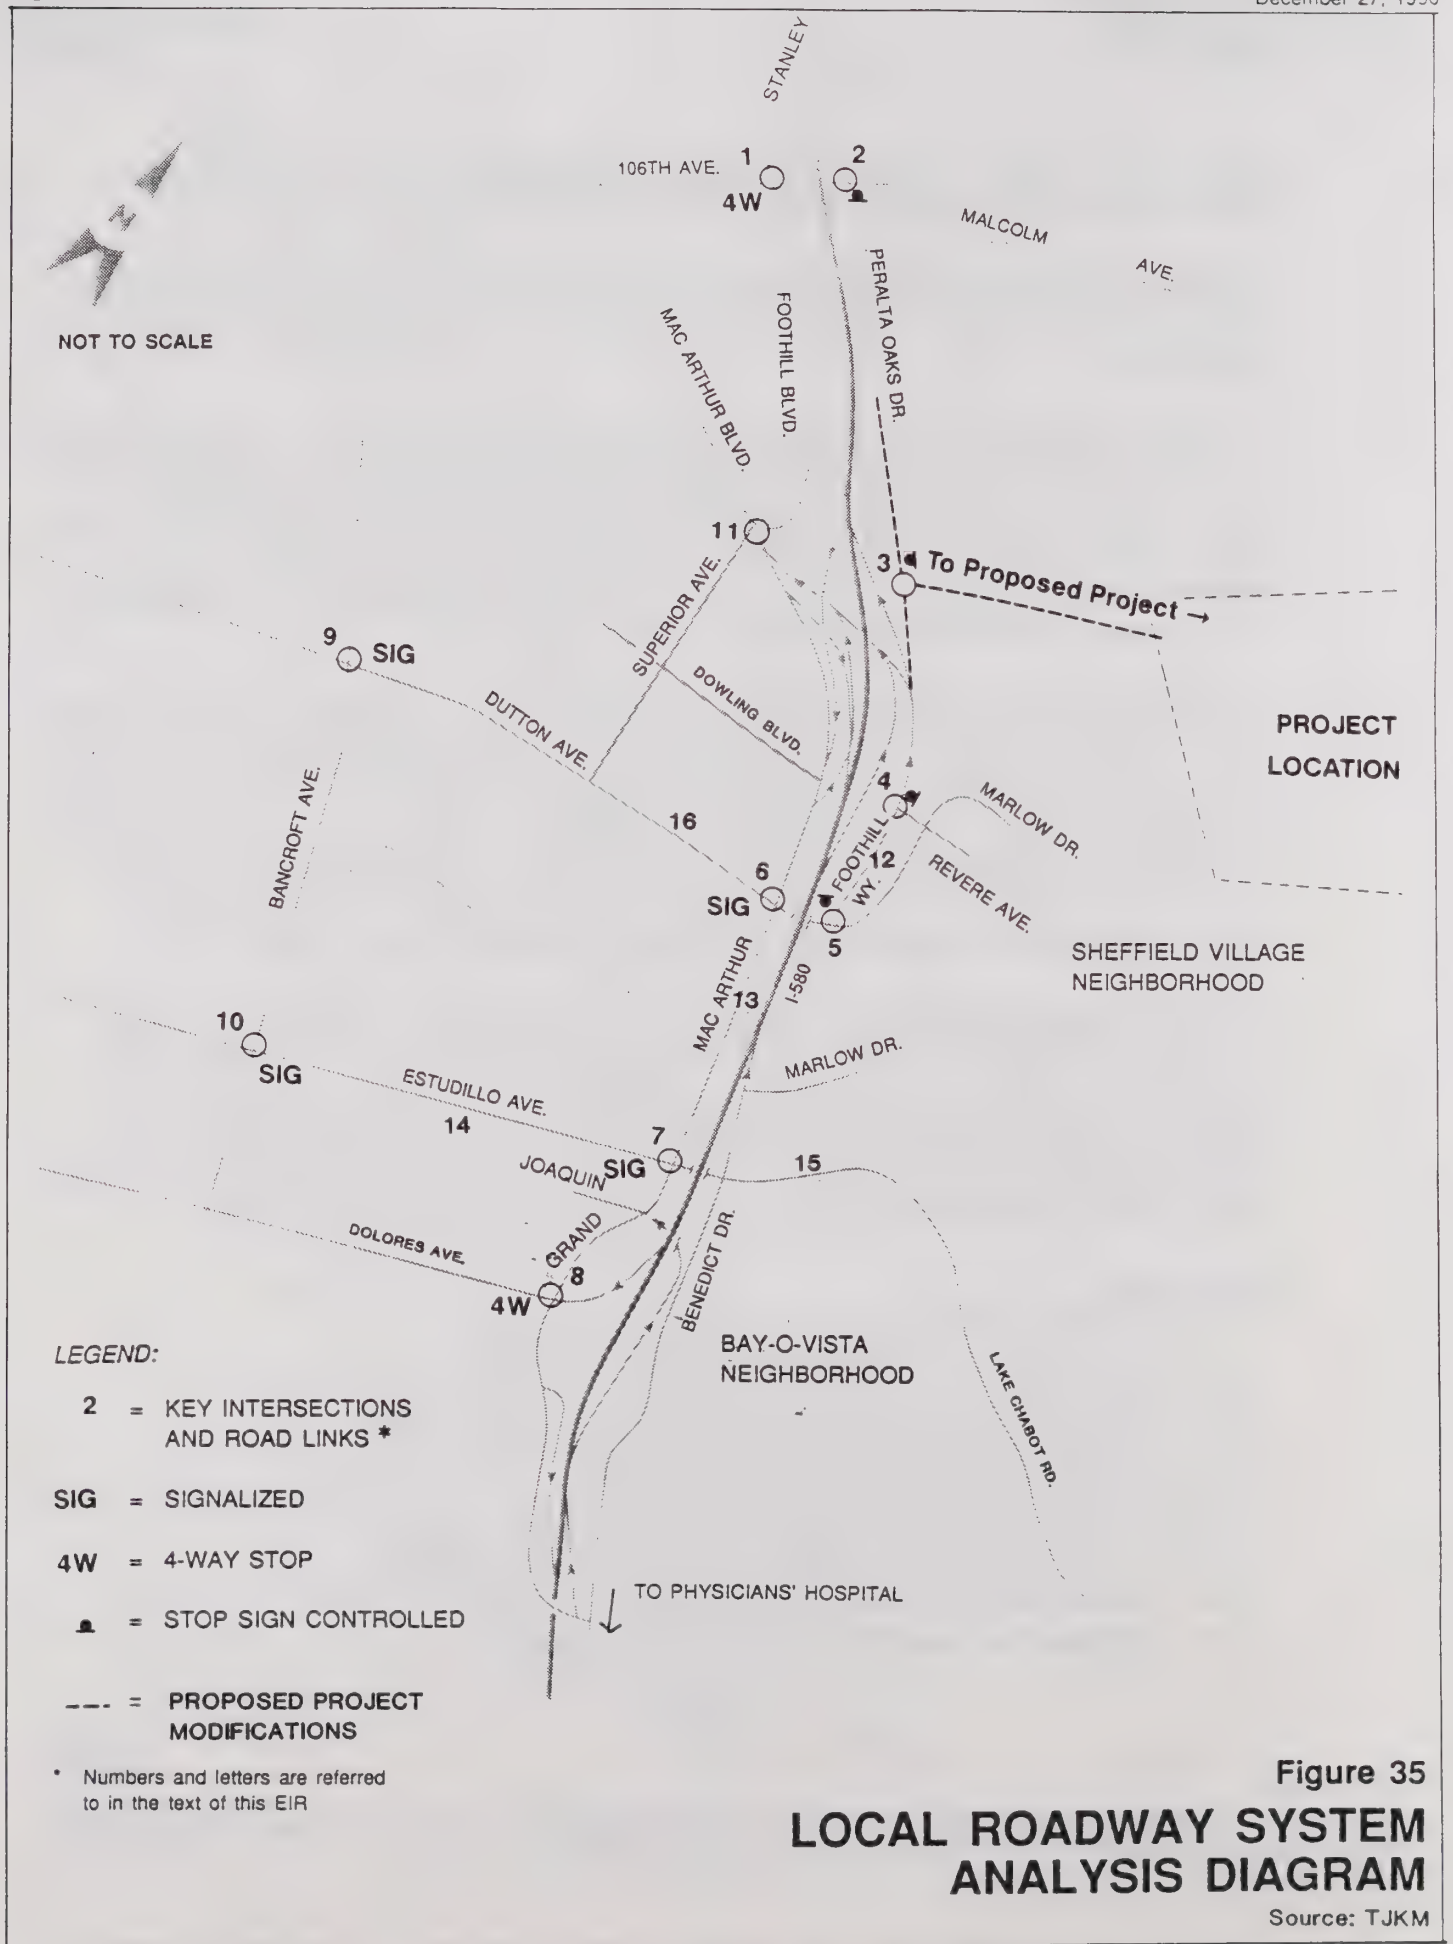 STANLEY
106TH AVE.
1
4W
2
MALCOLM
AVE.
PERALTA OAKS DR.
FOOTHILL BLVD.
MAC ARTHUR BLVD.
N
NOT TO SCALE
11
3
To Proposed Project →
SUPERIOR AVE.
9
SIG
DOWLING BLVD.
DUTTON AVE.
PROJECT
LOCATION
BANCROFT AVE.
4
MARLOW DR.
16
FOOTHILL
WY.
12
REVERE AVE.
6
SIG
5
SHEFFIELD VILLAGE
NEIGHBORHOOD
MAC ARTHUR
13
I-580
10
SIG
MARLOW DR.
ESTUDILLO AVE.
14
7
SIG
JOAQUIN
15
GRAND
DOLORES AVE.
8
4W
BENEDICT DR.
BAY-O-VISTA
NEIGHBORHOOD
LAKE CHABOT RD.
TO PHYSICIANS' HOSPITAL
LEGEND:
2 = KEY INTERSECTIONS
AND ROAD LINKS *
SIG = SIGNALIZED
4W = 4-WAY STOP
= STOP SIGN CONTROLLED
---- = PROPOSED PROJECT
MODIFICATIONS
* Numbers and letters are referred
to in the text of this EIR
Figure 35
LOCAL ROADWAY SYSTEM
ANALYSIS DIAGRAM
Source: TJKM